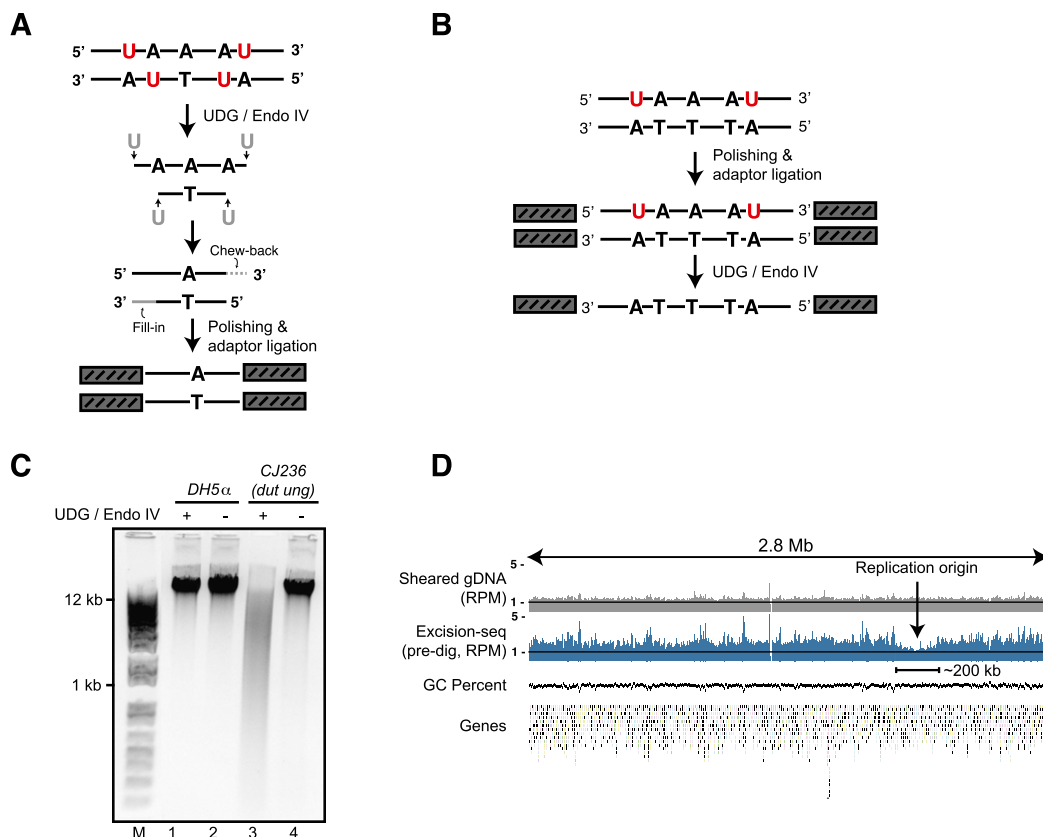 A
5’ U A A A U 3’
3’ A U T U A 5’
UDG / Endo IV
U U
A A A
T
U U
Chew-back
5’ A 3’
3’ T 5’
Fill-in
Polishing &
adaptor ligation
A
T
B
5’ U A A A U 3’
3’ A T T T A 5’
Polishing &
adaptor ligation
5’ U A A A U 3’
3’ A T T T A 5’
UDG / Endo IV
3’ A T T T A 5’
C
DH5α
CJ236
(dut ung)
UDG / Endo IV + - + -
12 kb
1 kb
M 1 2 3 4
D
2.8 Mb
Replication origin
5 -
Sheared gDNA
(RPM)
1 -
5 -
Excision-seq
(pre-dig, RPM)
1 -
~200 kb
GC Percent
Genes